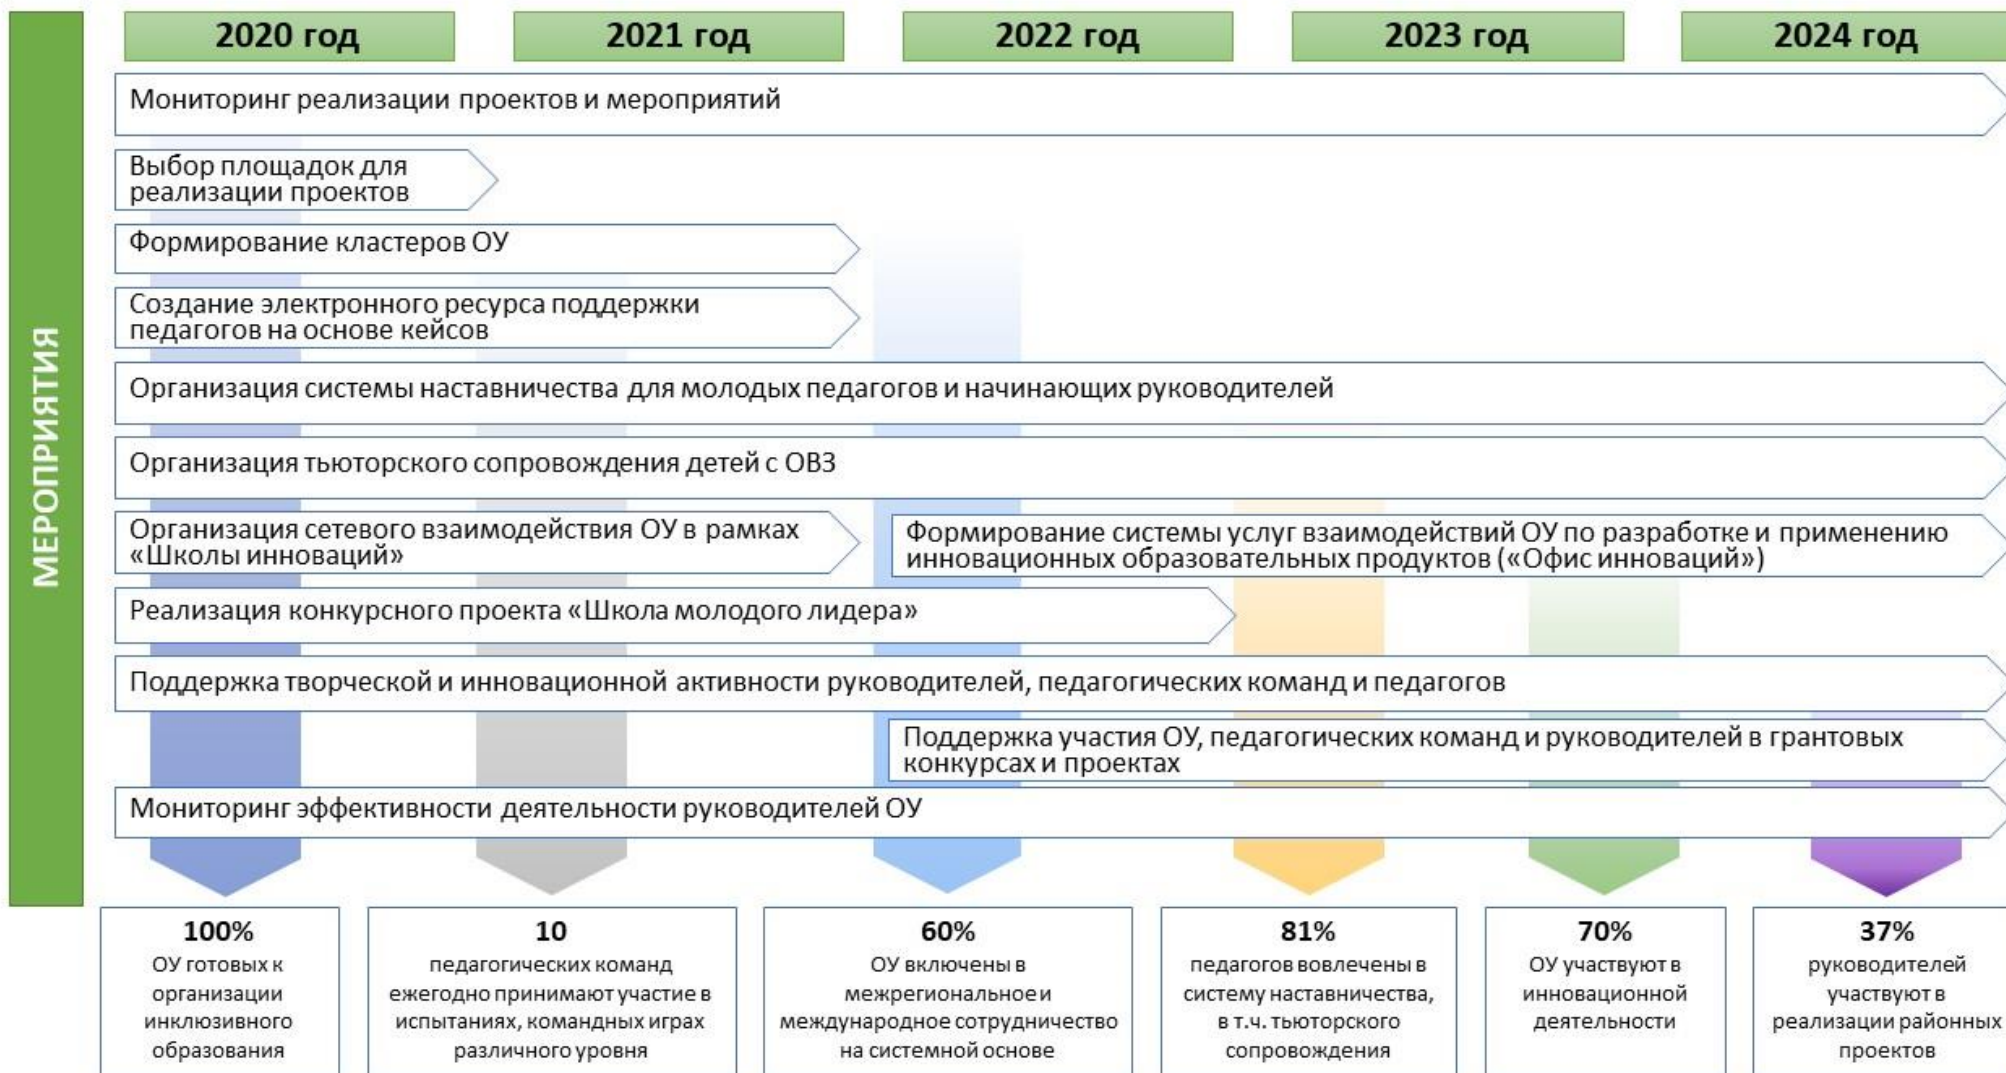 МЕРОПРИЯТИЯ
2020 год
2021 год
2022 год
2023 год
2024 год
Мониторинг реализации проектов и мероприятий
Выбор площадок для
реализации проектов
Формирование кластеров ОУ
Создание электронного ресурса поддержки
педагогов на основе кейсов
Организация системы наставничества для молодых педагогов и начинающих руководителей
Организация тьюторского сопровождения детей с ОВЗ
Организация сетевого взаимодействия ОУ в рамках
«Школы инноваций»
Формирование системы услуг взаимодействий ОУ по разработке и применению
инновационных образовательных продуктов («Офис инноваций»)
Реализация конкурсного проекта «Школа молодого лидера»
Поддержка творческой и инновационной активности руководителей, педагогических команд и педагогов
Поддержка участия ОУ, педагогических команд и руководителей в грантовых
конкурсах и проектах
Мониторинг эффективности деятельности руководителей ОУ
100%
ОУ готовых к
организации
инклюзивного
образования
10
педагогических команд
ежегодно принимают участие в
испытаниях, командных играх
различного уровня
60%
ОУ включены в
межрегиональное и
международное сотрудничество
на системной основе
81%
педагогов вовлечены в
систему наставничества,
в т.ч. тьюторского
сопровождения
70%
ОУ участвуют в
инновационной
деятельности
37%
руководителей
участвуют в
реализации районных
проектов